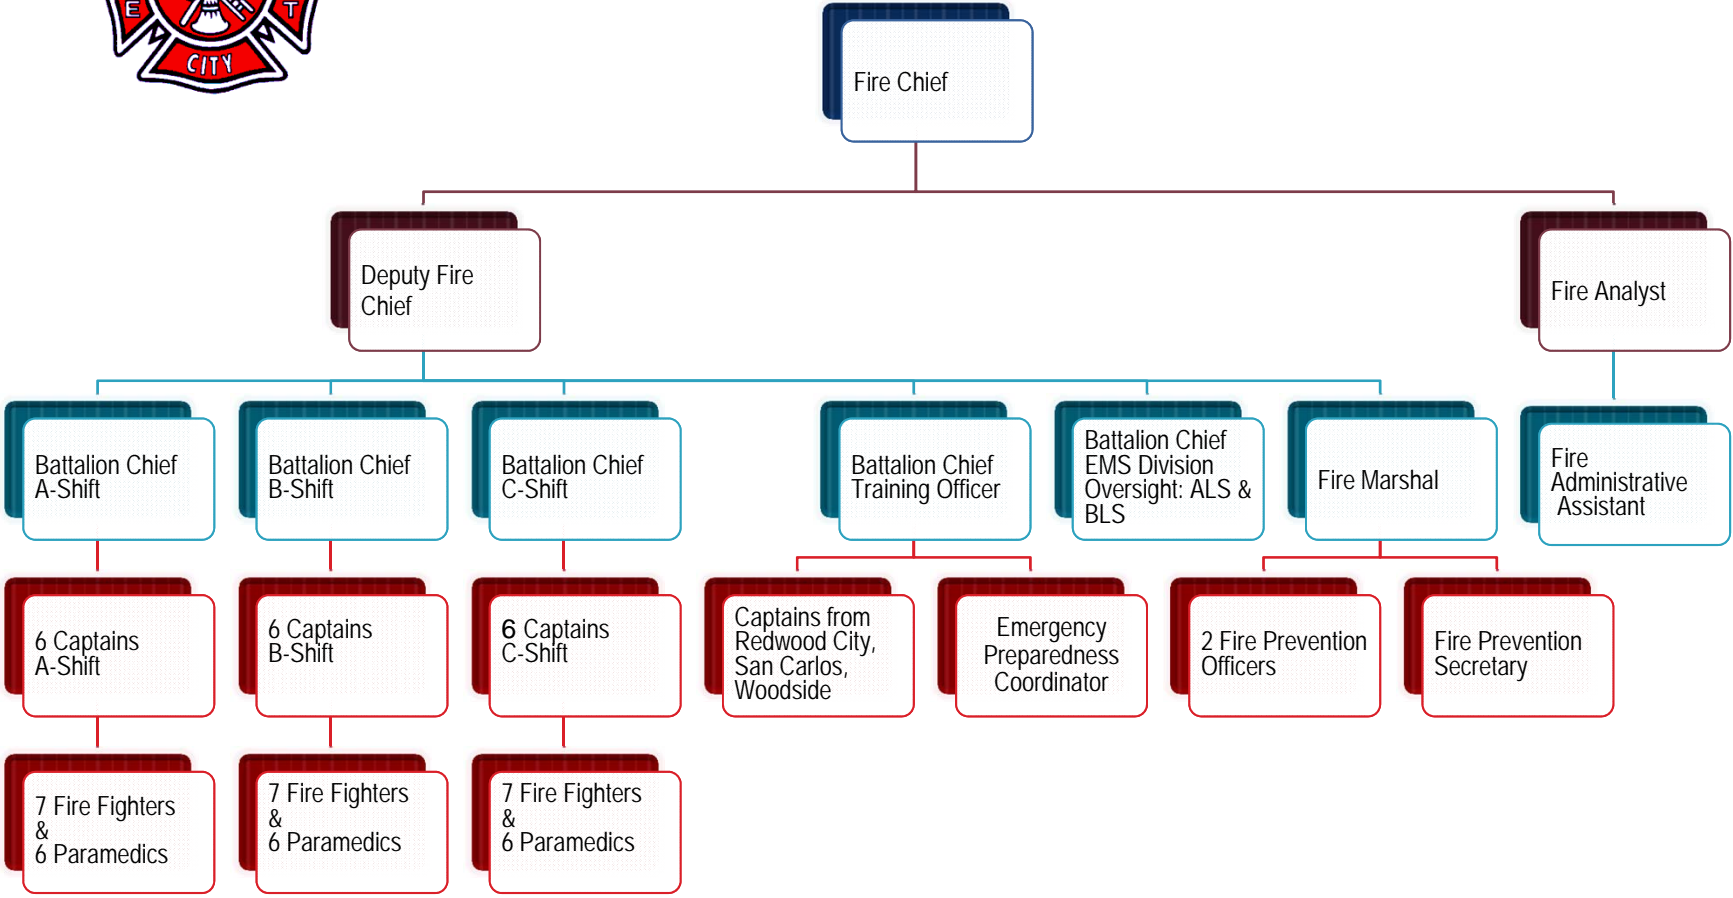 E
T
CITY
Fire Chief
Deputy Fire
Chief
Fire Analyst
Battalion Chief
A-Shift
Battalion Chief
B-Shift
Battalion Chief
C-Shift
Battalion Chief
Training Officer
Battalion Chief
EMS Division
Oversight: ALS &
BLS
Fire Marshal
Fire
Administrative
Assistant
6 Captains
A-Shift
6 Captains
B-Shift
6 Captains
C-Shift
Captains from
Redwood City,
San Carlos,
Woodside
Emergency
Preparedness
Coordinator
2 Fire Prevention
Officers
Fire Prevention
Secretary
7 Fire Fighters
&
6 Paramedics
7 Fire Fighters
&
6 Paramedics
7 Fire Fighters
&
6 Paramedics